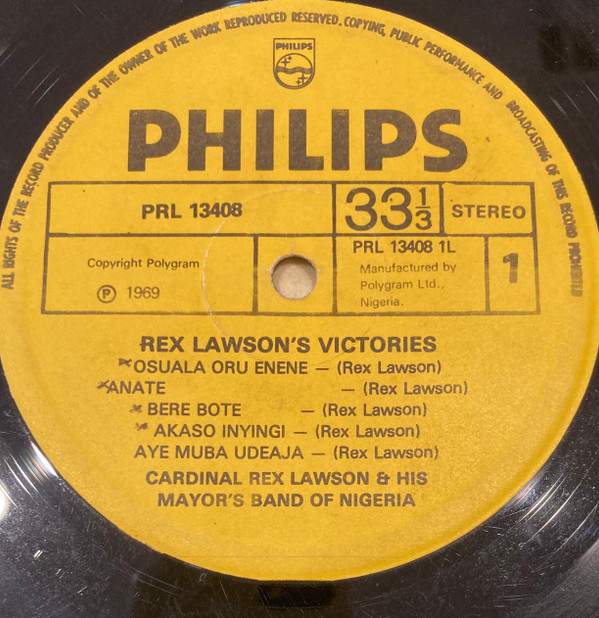 ALL RIGHTS OF THE RECORD PRODUCER AND OF THE OWNER OF THE WORK REPRODUCED RESERVED. COPYING, PUBLIC PERFORMANCE AND BROADCASTING OF THIS RECORD PROHIBITED
PHILIPS
PHILIPS
PRL 13408
33 1/3
STEREO
Copyright Polygram
Ⓟ 1969
PRL 13408 1L
Manufactured by
Polygram Ltd.,
Nigeria.
1
REX LAWSON'S VICTORIES
OSUALA ORU ENENE — (Rex Lawson)
ANATE — (Rex Lawson)
BERE BOTE — (Rex Lawson)
AKASO INYINGI — (Rex Lawson)
AYE MUBA UDEAJA — (Rex Lawson)
CARDINAL REX LAWSON & HIS
MAYOR'S BAND OF NIGERIA